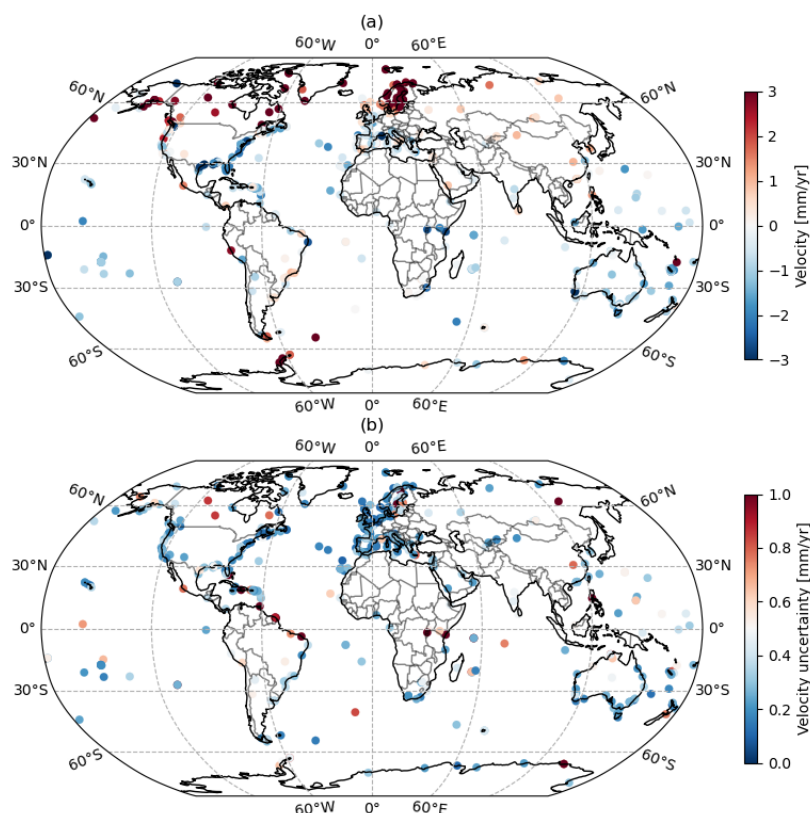 (a)
60°W 0° 60°E
60°N 60°N
30°N 30°N
0° 0°
30°S 30°S
60°S 60°S
60°W 0° 60°E
3
2
1
0
−1
−2
−3
Velocity [mm/yr]
(b)
60°W 0° 60°E
60°N 60°N
30°N 30°N
0° 0°
30°S 30°S
60°S 60°S
60°W 0° 60°E
1.0
0.8
0.6
0.4
0.2
0.0
Velocity uncertainty [mm/yr]